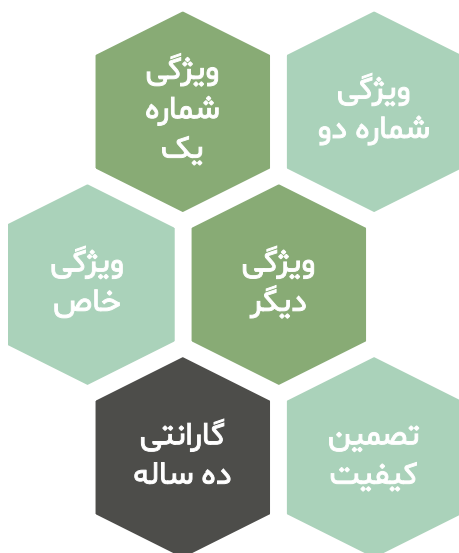 ویژگی
شماره دو
ویژگی
شماره
یک
ویژگی
دیگر
ویژگی
خاص
تصمین
کیفیت
گارانتی
ده ساله